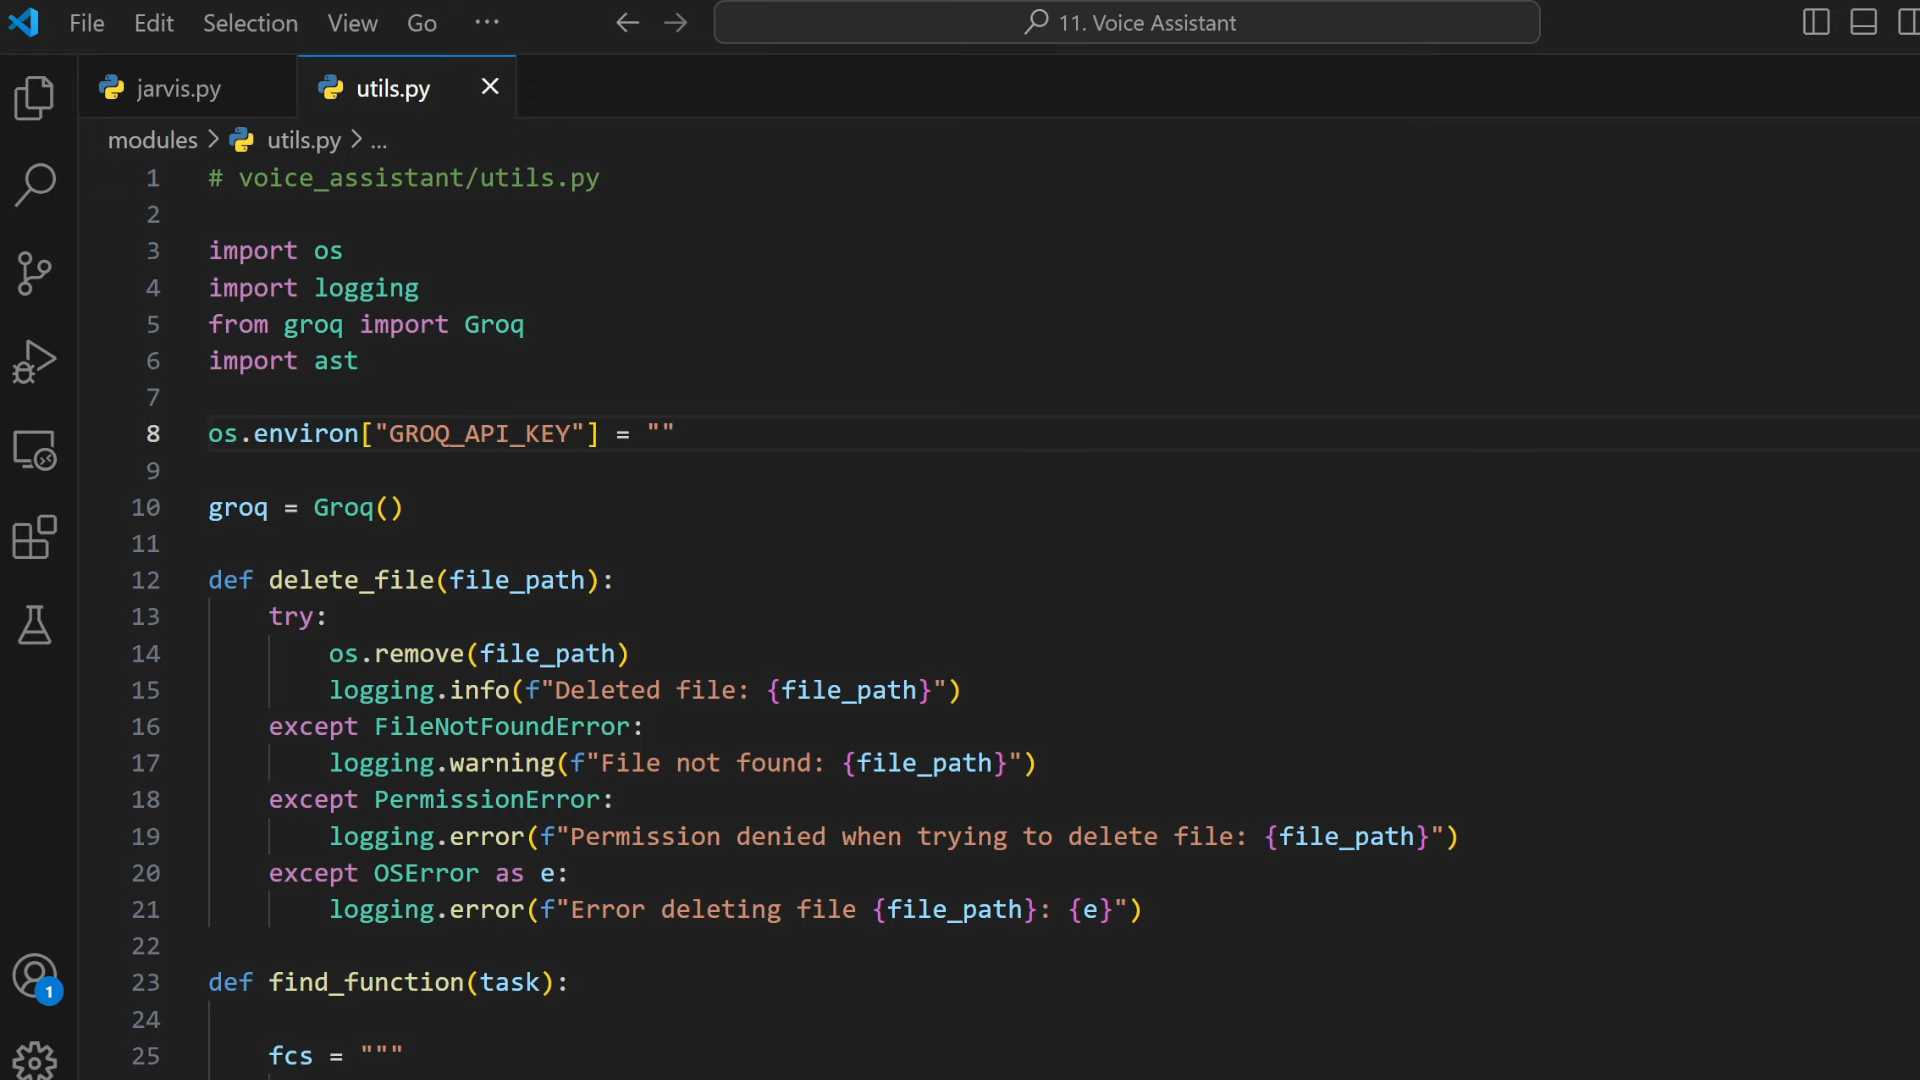 File Edit Selection View Go ··· ← → 11. Voice Assistant
jarvis.py utils.py ×
modules > utils.py > ...
1 # voice_assistant/utils.py
2
3 import os
4 import logging
5 from groq import Groq
6 import ast
7
8 os.environ["GROQ_API_KEY"] = ""
9
10 groq = Groq()
11
12 def delete_file(file_path):
13     try:
14         os.remove(file_path)
15         logging.info(f"Deleted file: {file_path}")
16     except FileNotFoundError:
17         logging.warning(f"File not found: {file_path}")
18     except PermissionError:
19         logging.error(f"Permission denied when trying to delete file: {file_path}")
20     except OSError as e:
21         logging.error(f"Error deleting file {file_path}: {e}")
22
23 def find_function(task):
24
25     fcs = """
1